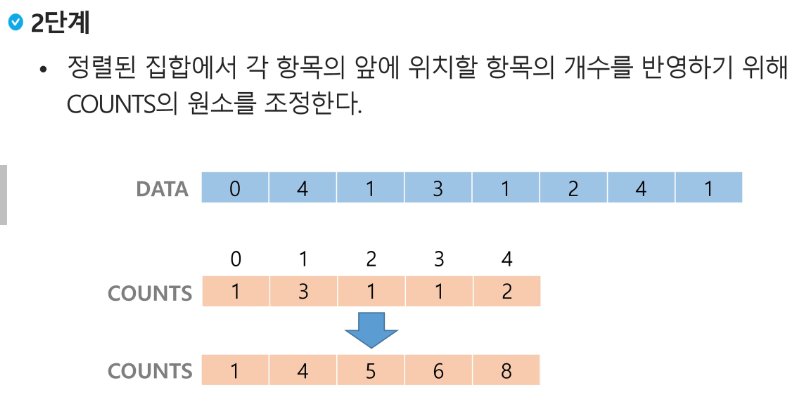 2단계
• 정렬된 집합에서 각 항목의 앞에 위치할 항목의 개수를 반영하기 위해
COUNTS의 원소를 조정한다.
DATA 0 4 1 3 1 2 4 1
0 1 2 3 4
COUNTS 1 3 1 1 2
COUNTS 1 4 5 6 8